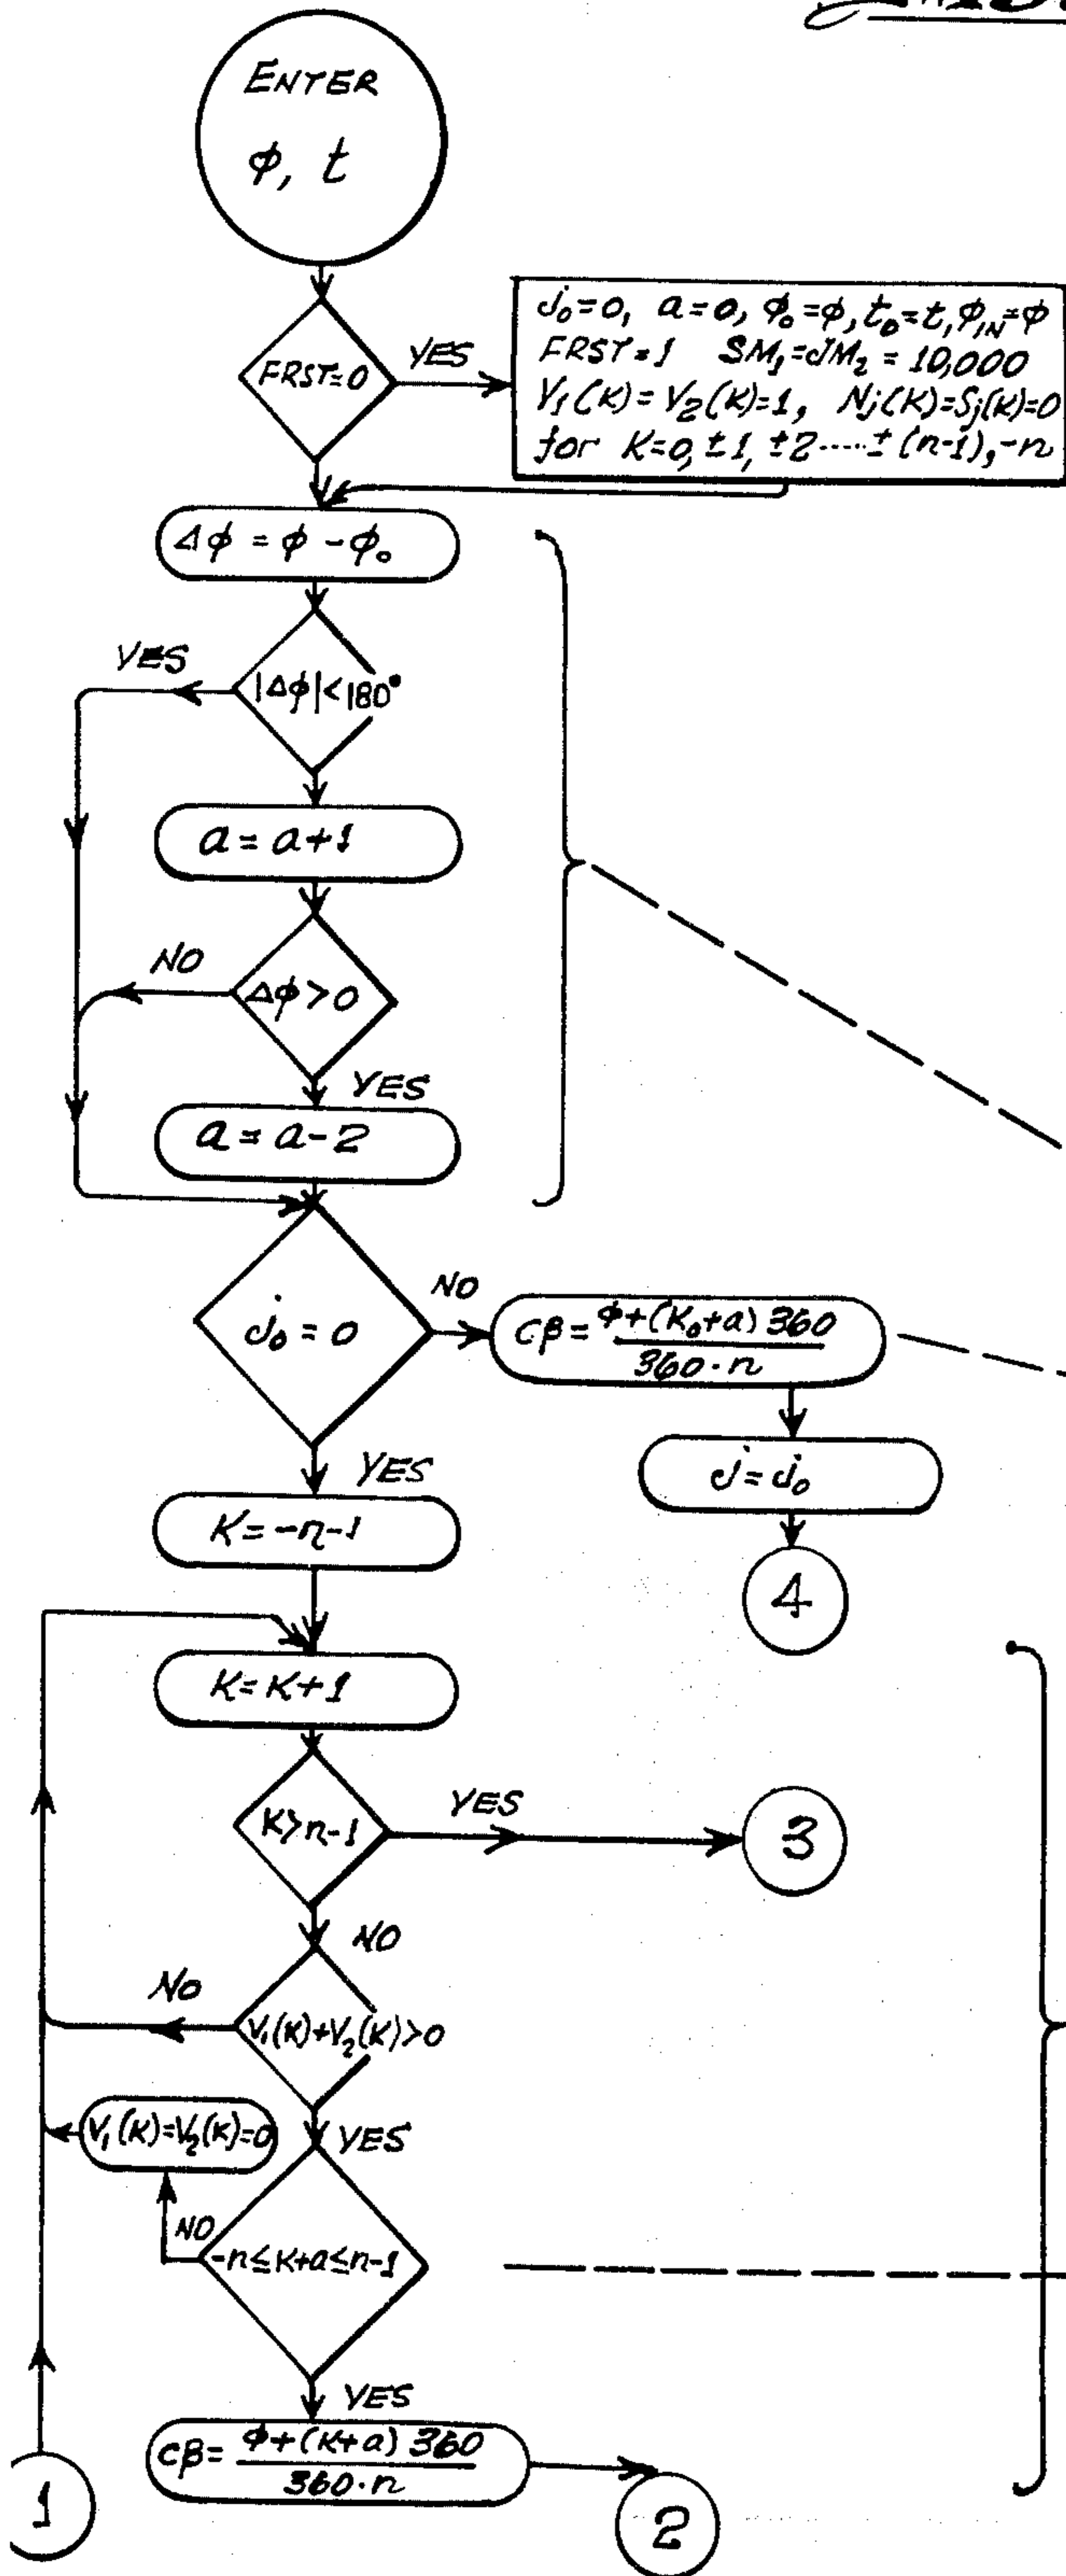 ENTER
φ, t
FRST=0
YES
j₀=0, a=0, φ₀=φ, t₀=t, φ_IN=φ
FRST=1 SM₁=JM₂=10,000
V₁(K)=V₂(K)=1, Nj(K)=Sj(K)=0
for K=0, ±1, ±2.....±(n-1), -n
Δφ = φ - φ₀
YES
|Δφ|<180°
a = a+1
NO
Δφ>0
YES
a = a-2
j₀ = 0
NO
cβ = φ+(K₀+a) 360
360·n
YES
j = j₀
K = -n-1
4
K = K+1
K>n-1
YES
3
NO
NO
V₁(K)+V₂(K)>0
V₁(K)=V₂(K)=0
YES
NO
-n≤K+a≤n-1
YES
cβ = φ+(K+a) 360
360·n
1
2